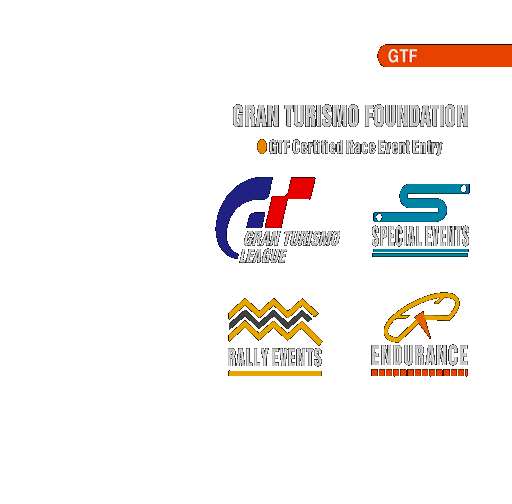 GTF
GRAN TURISMO FOUNDATION
GTF Certified Race Event Entry
GRAN TURISMO
LEAGUE
SPECIAL EVENTS
RALLY EVENTS
ENDURANCE